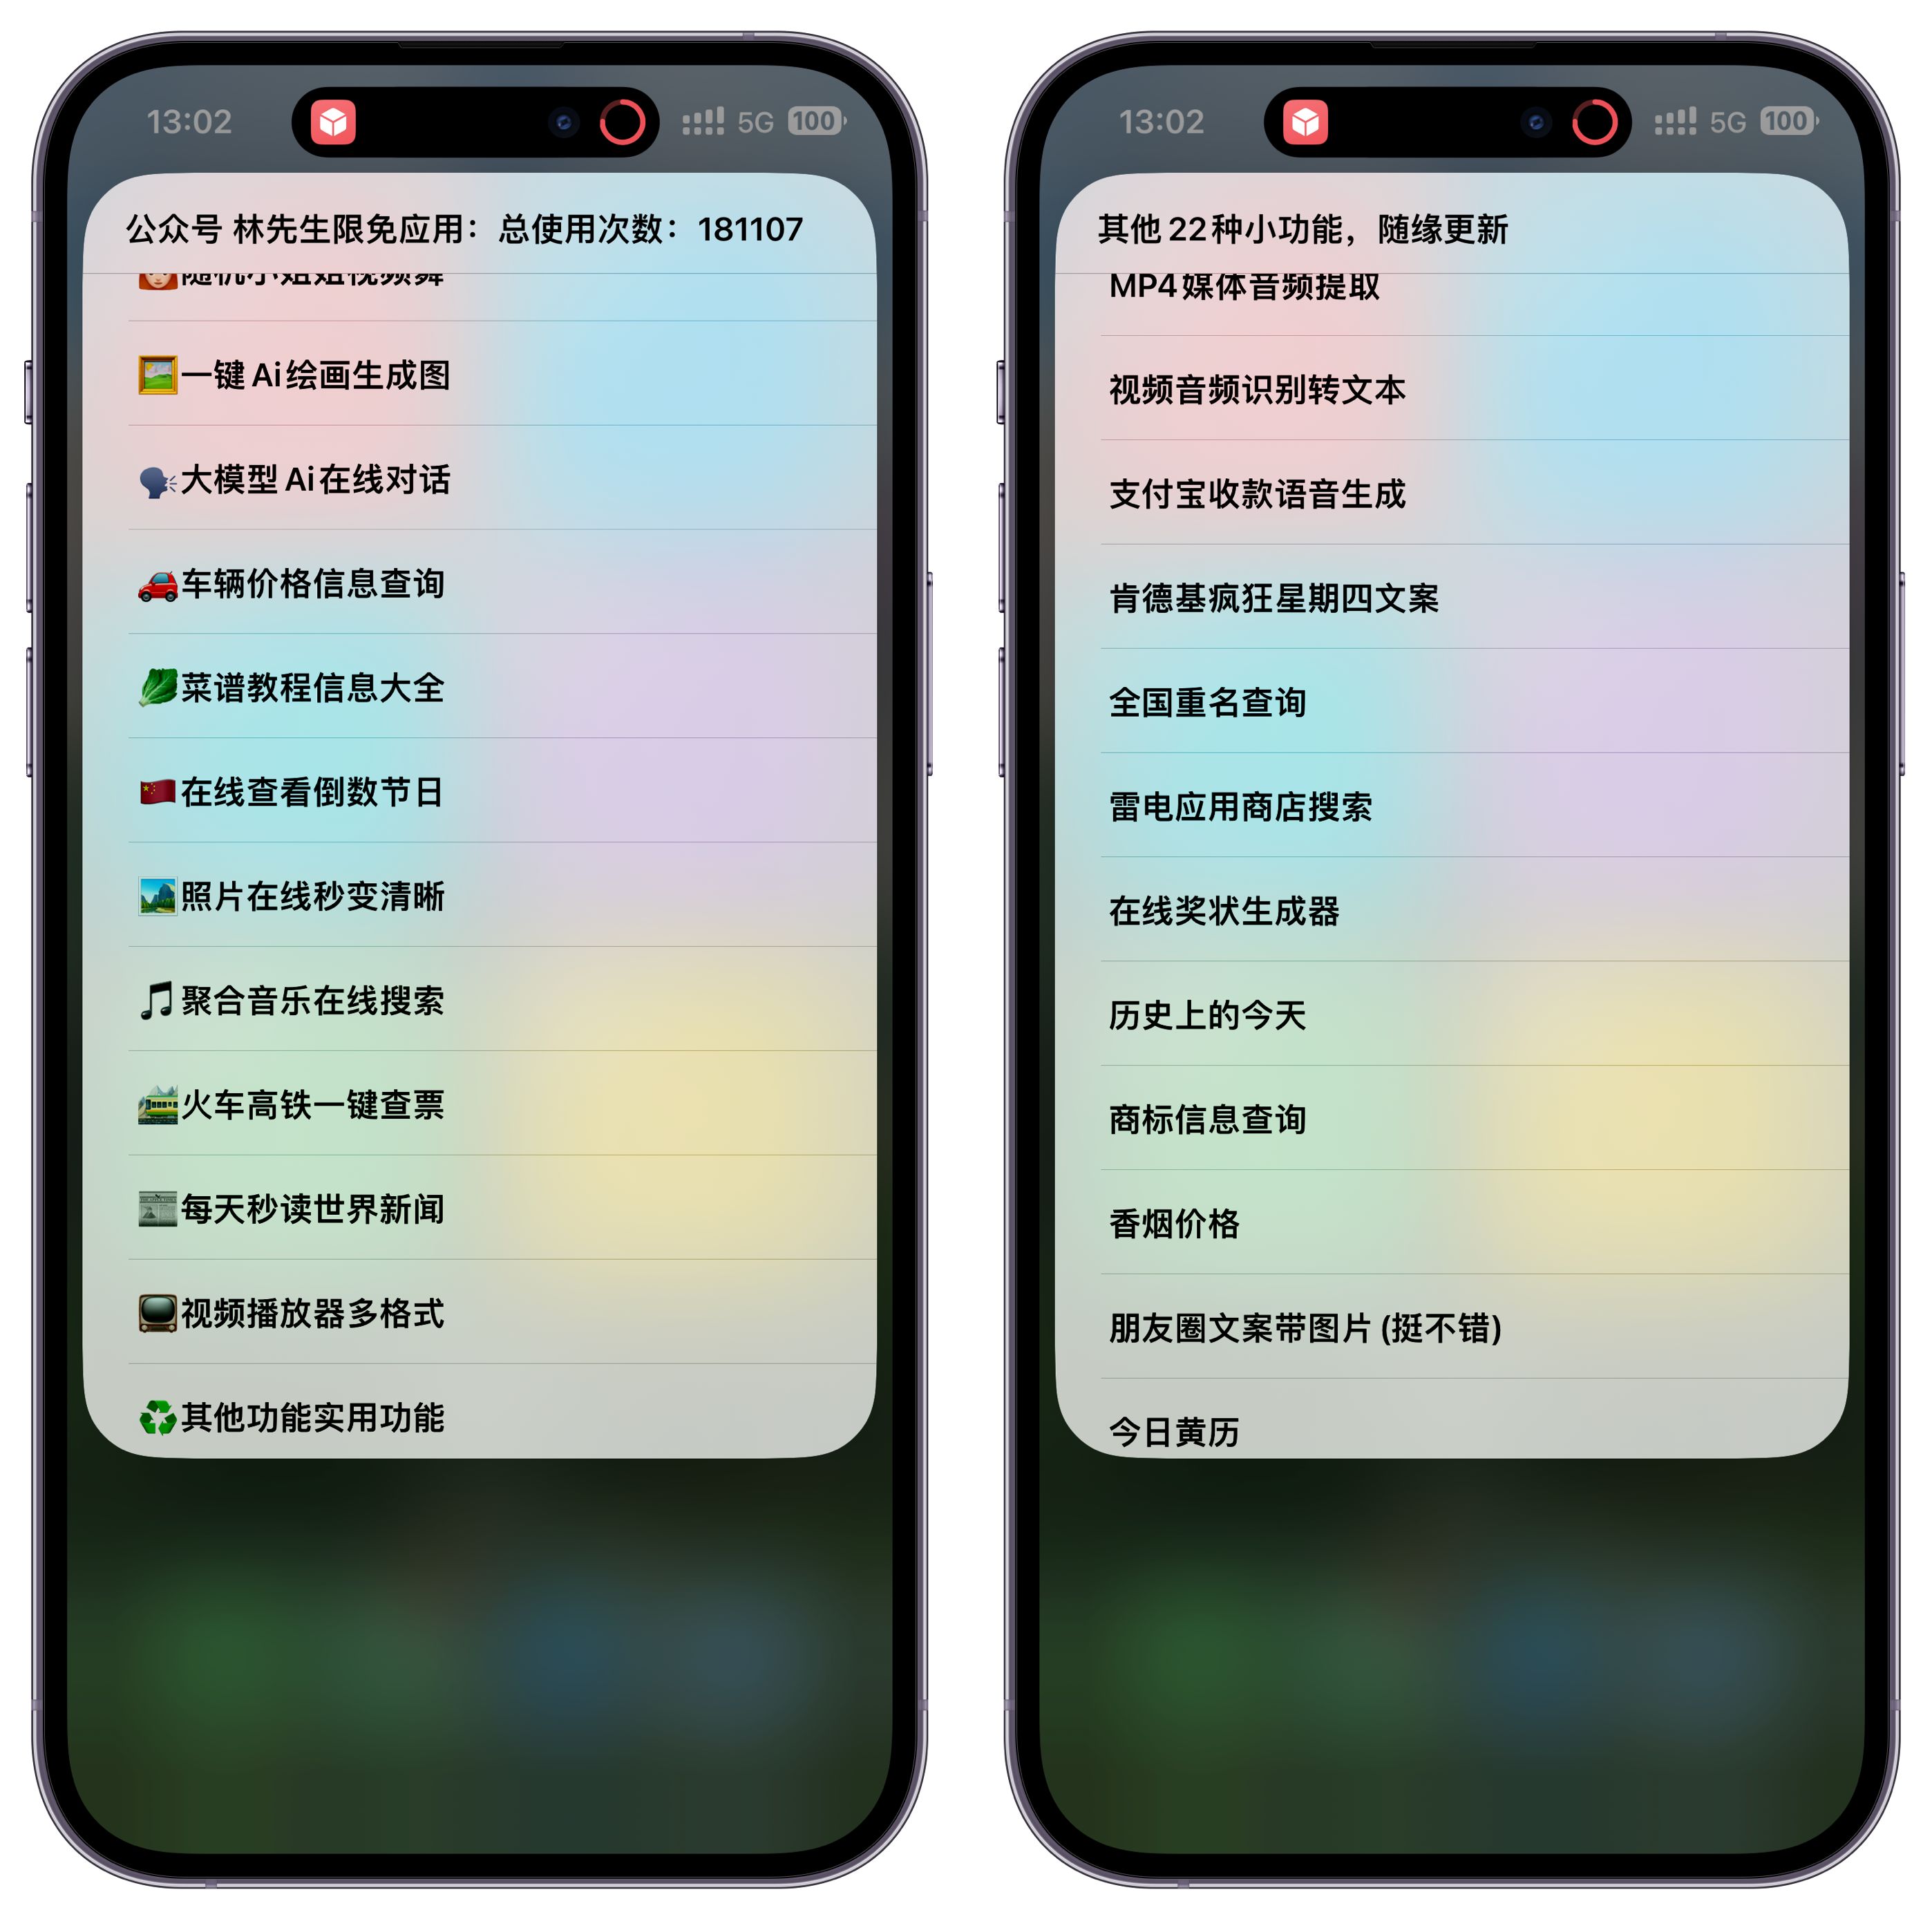 13:02
5G 100
公众号 林先生限免应用：总使用次数：181107
随机小姐姐视频舞
一键Ai绘画生成图
大模型Ai在线对话
车辆价格信息查询
菜谱教程信息大全
在线查看倒数节日
照片在线秒变清晰
聚合音乐在线搜索
火车高铁一键查票
每天秒读世界新闻
视频播放器多格式
其他功能实用功能
13:02
5G 100
其他22种小功能，随缘更新
MP4媒体音频提取
视频音频识别转文本
支付宝收款语音生成
肯德基疯狂星期四文案
全国重名查询
雷电应用商店搜索
在线奖状生成器
历史上的今天
商标信息查询
香烟价格
朋友圈文案带图片(挺不错)
今日黄历